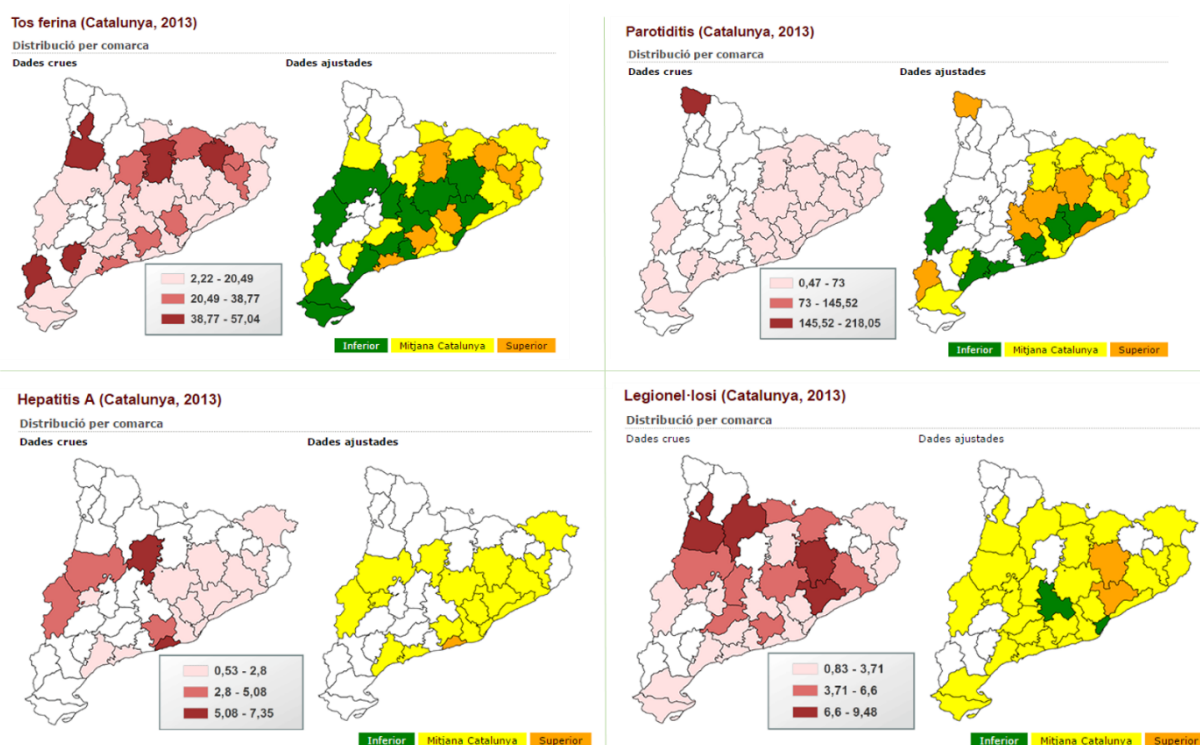 Tos ferina (Catalunya, 2013)
Distribució per comarca
Dades crues
Dades ajustades
2,22 - 20,49
20,49 - 38,77
38,77 - 57,04
Inferior
Mitjana Catalunya
Superior
Parotiditis (Catalunya, 2013)
Distribució per comarca
Dades crues
Dades ajustades
0,47 - 73
73 - 145,52
145,52 - 218,05
Inferior
Mitjana Catalunya
Superior
Hepatitis A (Catalunya, 2013)
Distribució per comarca
Dades crues
Dades ajustades
0,53 - 2,8
2,8 - 5,08
5,08 - 7,35
Inferior
Mitjana Catalunya
Superior
Legionel·losi (Catalunya, 2013)
Distribució per comarca
Dades crues
Dades ajustades
0,83 - 3,71
3,71 - 6,6
6,6 - 9,48
Inferior
Mitjana Catalunya
Superior